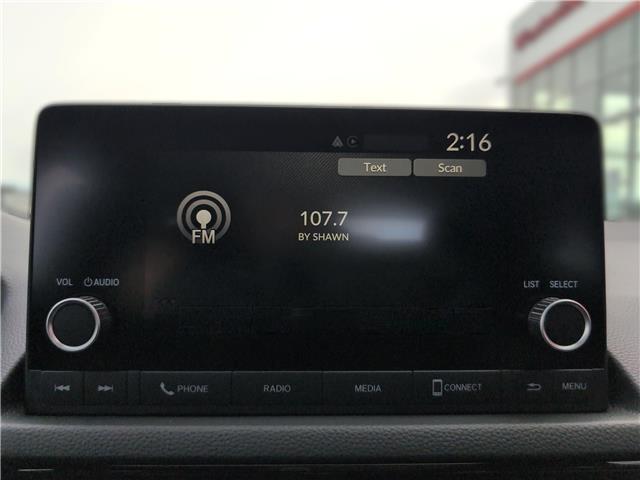 2:16
Text Scan
FM
107.7
BY SHAWN
VOL AUDIO
LIST SELECT
PHONE RADIO MEDIA CONNECT MENU